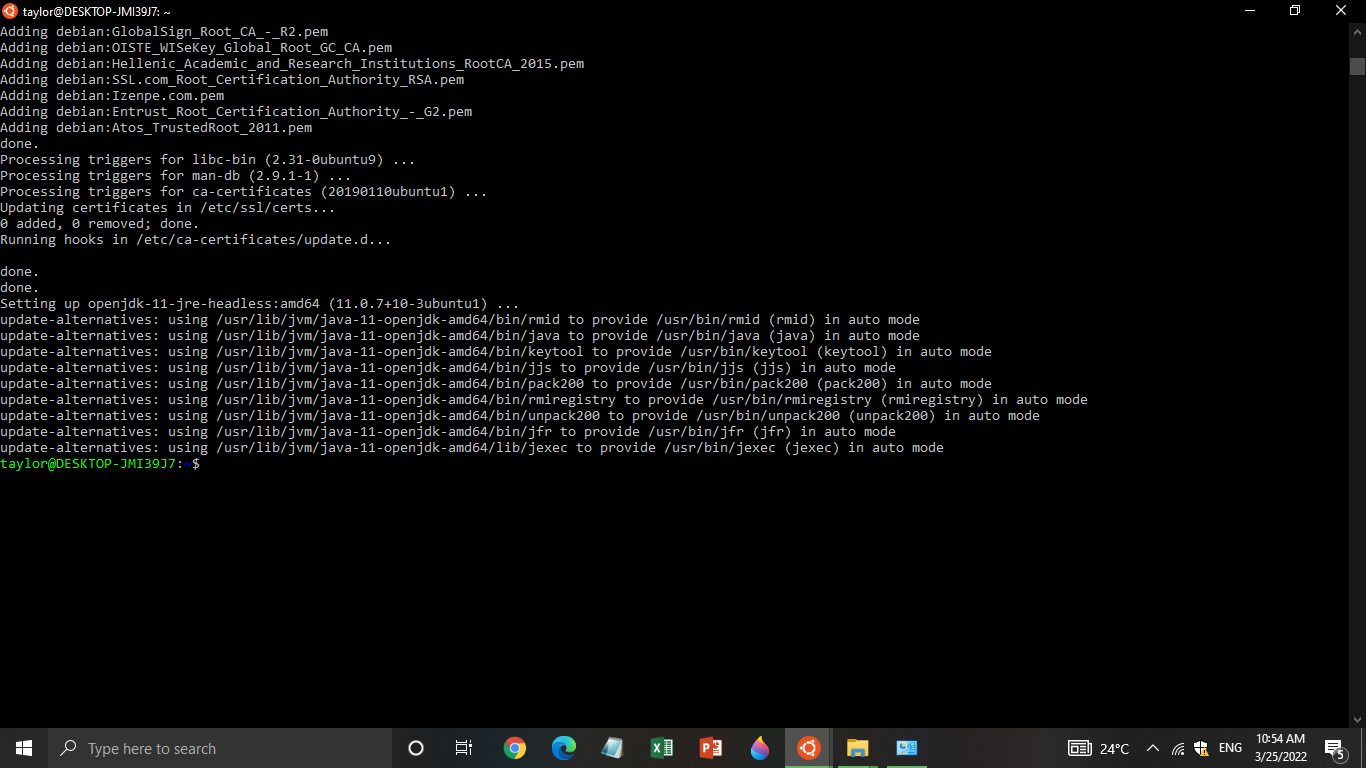 taylor@DESKTOP-JMI39J7: ~
Adding debian:GlobalSign_Root_CA_-_R2.pem
Adding debian:OISTE_WISeKey_Global_Root_GC_CA.pem
Adding debian:Hellenic_Academic_and_Research_Institutions_RootCA_2015.pem
Adding debian:SSL.com_Root_Certification_Authority_RSA.pem
Adding debian:Izenpe.com.pem
Adding debian:Entrust_Root_Certification_Authority_-_G2.pem
Adding debian:Atos_TrustedRoot_2011.pem
done.
Processing triggers for libc-bin (2.31-0ubuntu9) ...
Processing triggers for man-db (2.9.1-1) ...
Processing triggers for ca-certificates (20190110ubuntu1) ...
Updating certificates in /etc/ssl/certs...
0 added, 0 removed; done.
Running hooks in /etc/ca-certificates/update.d...
done.
done.
Setting up openjdk-11-jre-headless:amd64 (11.0.7+10-3ubuntu1) ...
update-alternatives: using /usr/lib/jvm/java-11-openjdk-amd64/bin/rmid to provide /usr/bin/rmid (rmid) in auto mode
update-alternatives: using /usr/lib/jvm/java-11-openjdk-amd64/bin/java to provide /usr/bin/java (java) in auto mode
update-alternatives: using /usr/lib/jvm/java-11-openjdk-amd64/bin/keytool to provide /usr/bin/keytool (keytool) in auto mode
update-alternatives: using /usr/lib/jvm/java-11-openjdk-amd64/bin/jjs to provide /usr/bin/jjs (jjs) in auto mode
update-alternatives: using /usr/lib/jvm/java-11-openjdk-amd64/bin/pack200 to provide /usr/bin/pack200 (pack200) in auto mode
update-alternatives: using /usr/lib/jvm/java-11-openjdk-amd64/bin/rmiregistry to provide /usr/bin/rmiregistry (rmiregistry) in auto mode
update-alternatives: using /usr/lib/jvm/java-11-openjdk-amd64/bin/unpack200 to provide /usr/bin/unpack200 (unpack200) in auto mode
update-alternatives: using /usr/lib/jvm/java-11-openjdk-amd64/bin/jfr to provide /usr/bin/jfr (jfr) in auto mode
update-alternatives: using /usr/lib/jvm/java-11-openjdk-amd64/lib/jexec to provide /usr/bin/jexec (jexec) in auto mode
taylor@DESKTOP-JMI39J7:~$
Type here to search
24°C
ENG
10:54 AM
3/25/2022
5